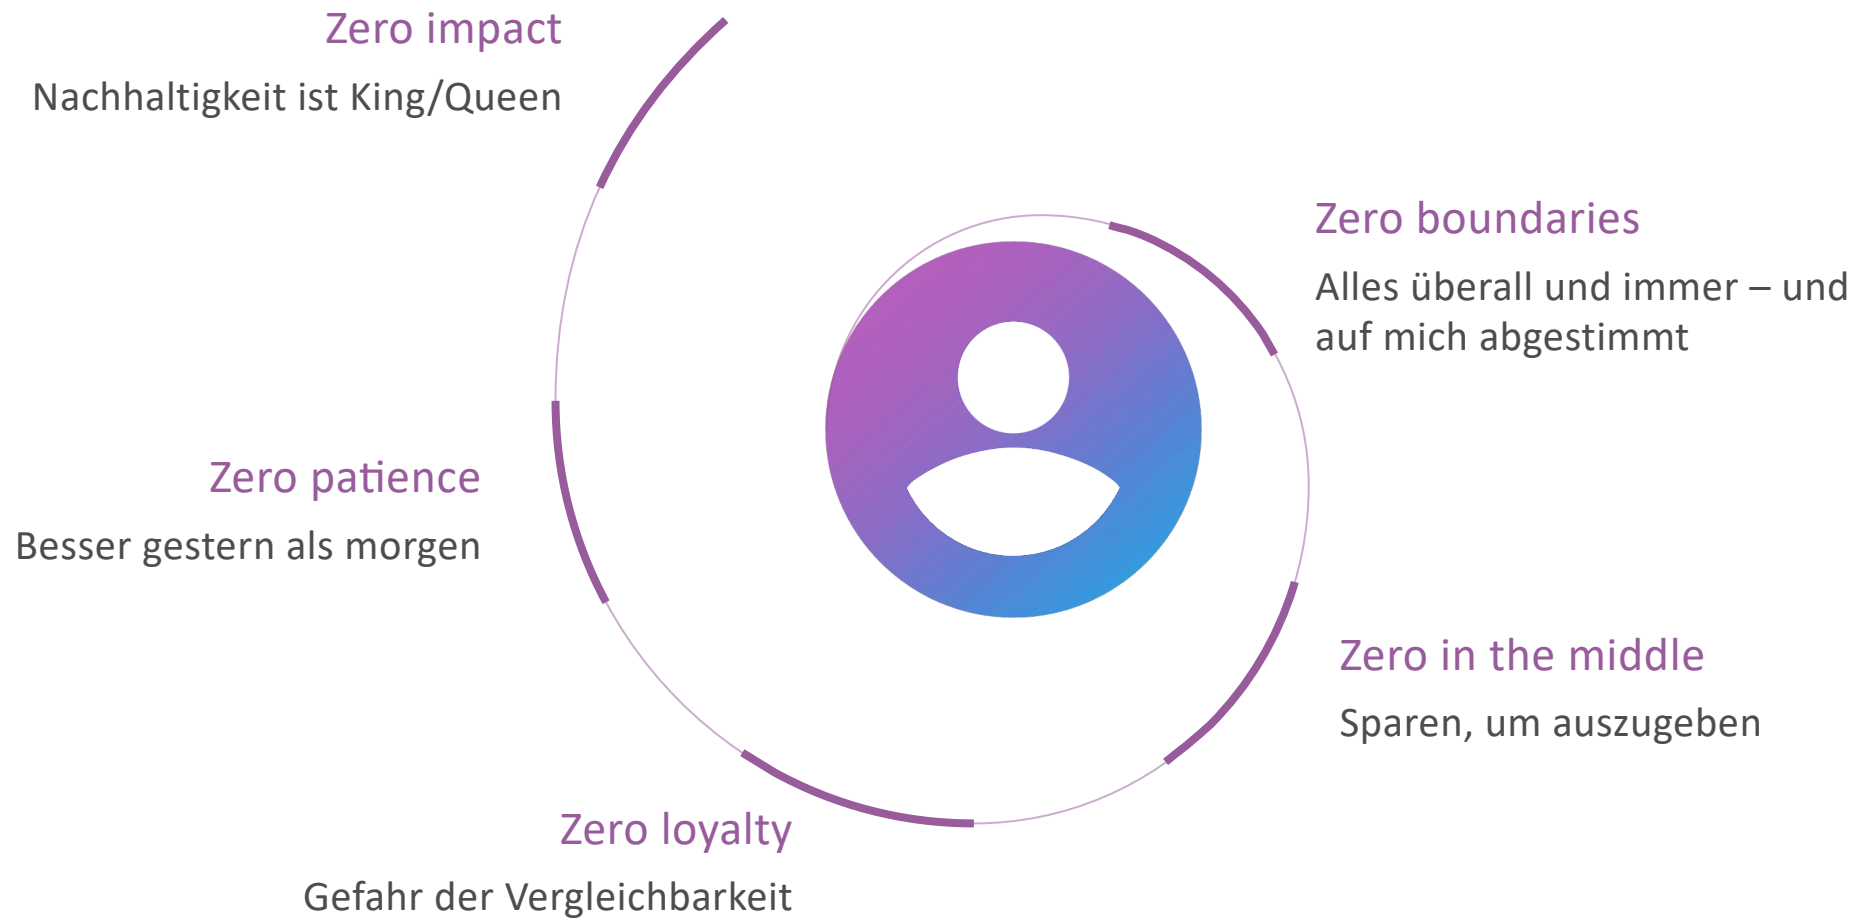 Zero impact
Nachhaltigkeit ist King/Queen
Zero boundaries
Alles überall und immer – und
auf mich abgestimmt
Zero patience
Besser gestern als morgen
Zero in the middle
Sparen, um auszugeben
Zero loyalty
Gefahr der Vergleichbarkeit